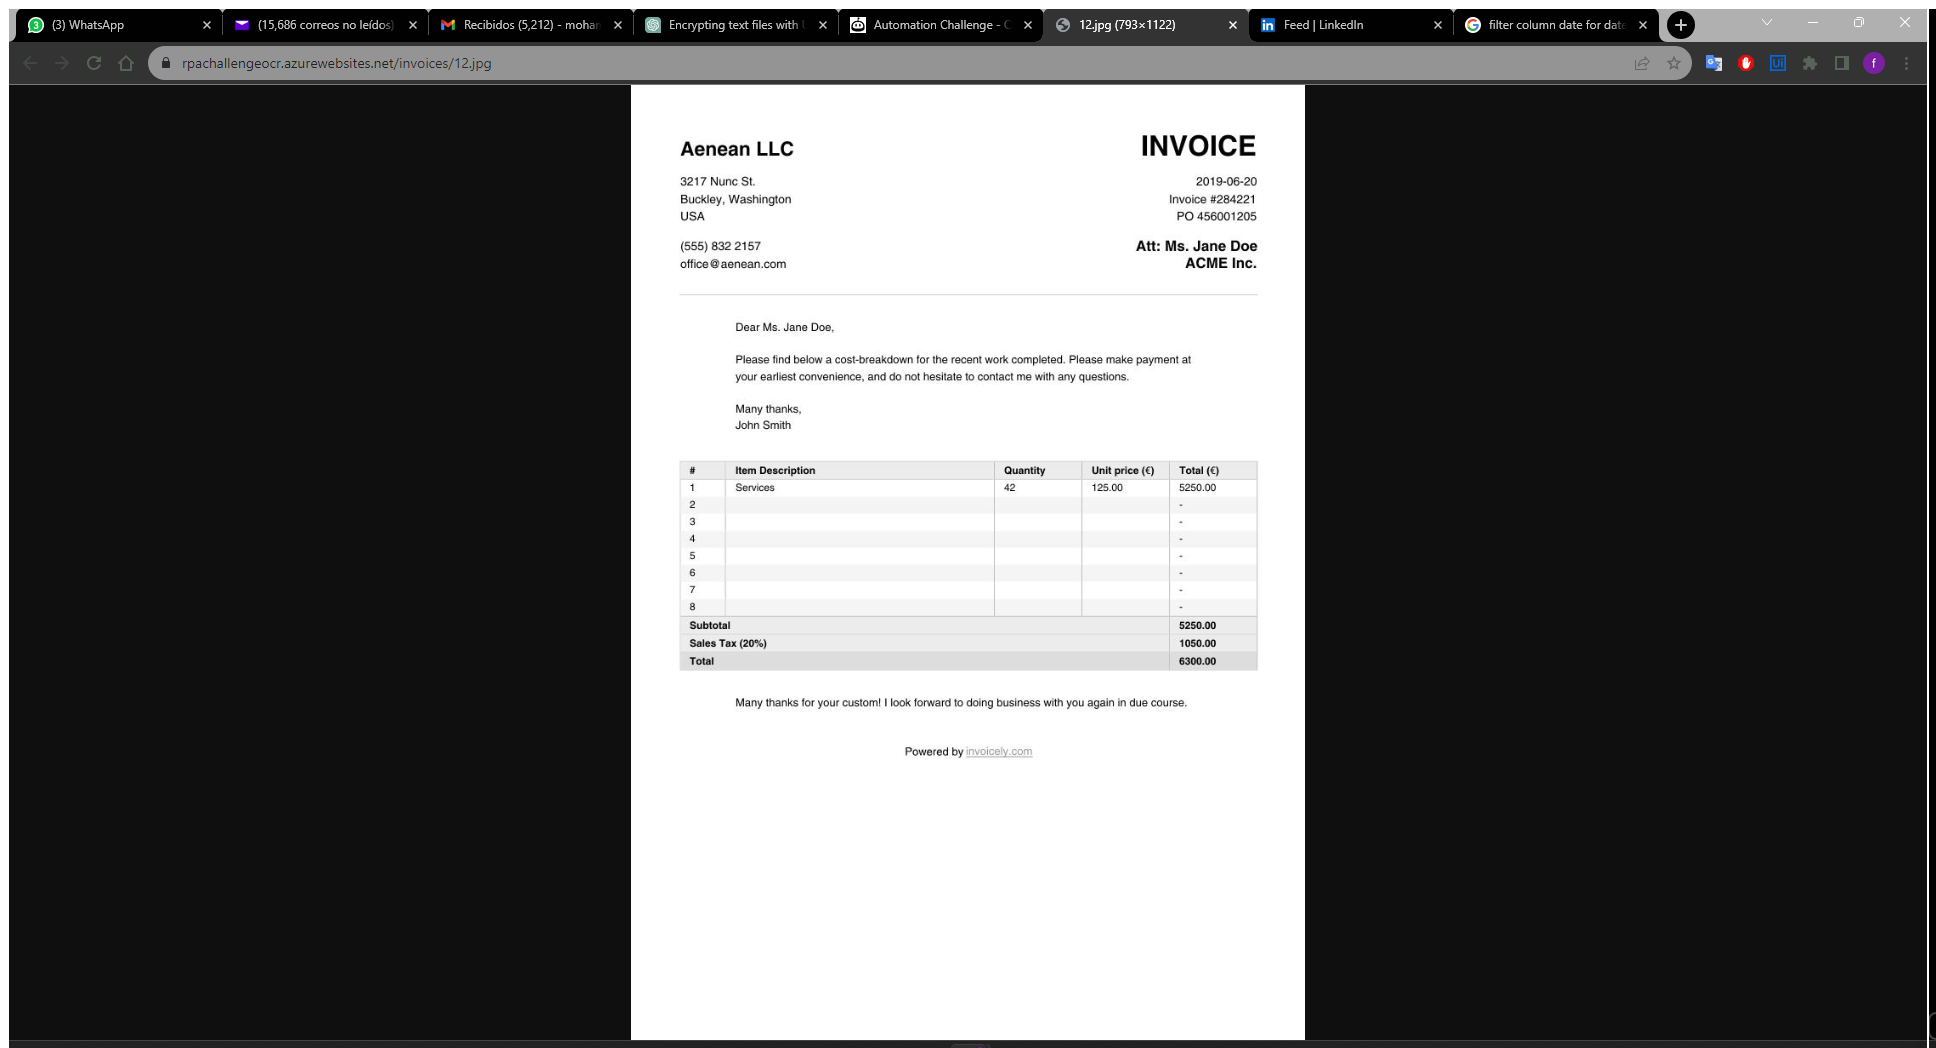 (3) WhatsApp
(15,686 correos no leídos)
Recibidos (5,212) - mohan
Encrypting text files with
Automation Challenge -
12.jpg (793×1122)
Feed | LinkedIn
filter column date for date
rpachallengeocr.azurewebsites.net/invoices/12.jpg
Ui
f
Aenean LLC
INVOICE
3217 Nunc St.
2019-06-20
Buckley, Washington
Invoice #284221
USA
PO 456001205
(555) 832 2157
Att: Ms. Jane Doe
office@aenean.com
ACME Inc.
Dear Ms. Jane Doe,
Please find below a cost-breakdown for the recent work completed. Please make payment at
your earliest convenience, and do not hesitate to contact me with any questions.
Many thanks,
John Smith
# Item Description Quantity Unit price (€) Total (€)
1 Services 42 125.00 5250.00
2 -
3 -
4 -
5 -
6 -
7 -
8 -
Subtotal 5250.00
Sales Tax (20%) 1050.00
Total 6300.00
Many thanks for your custom! I look forward to doing business with you again in due course.
Powered by invoicely.com